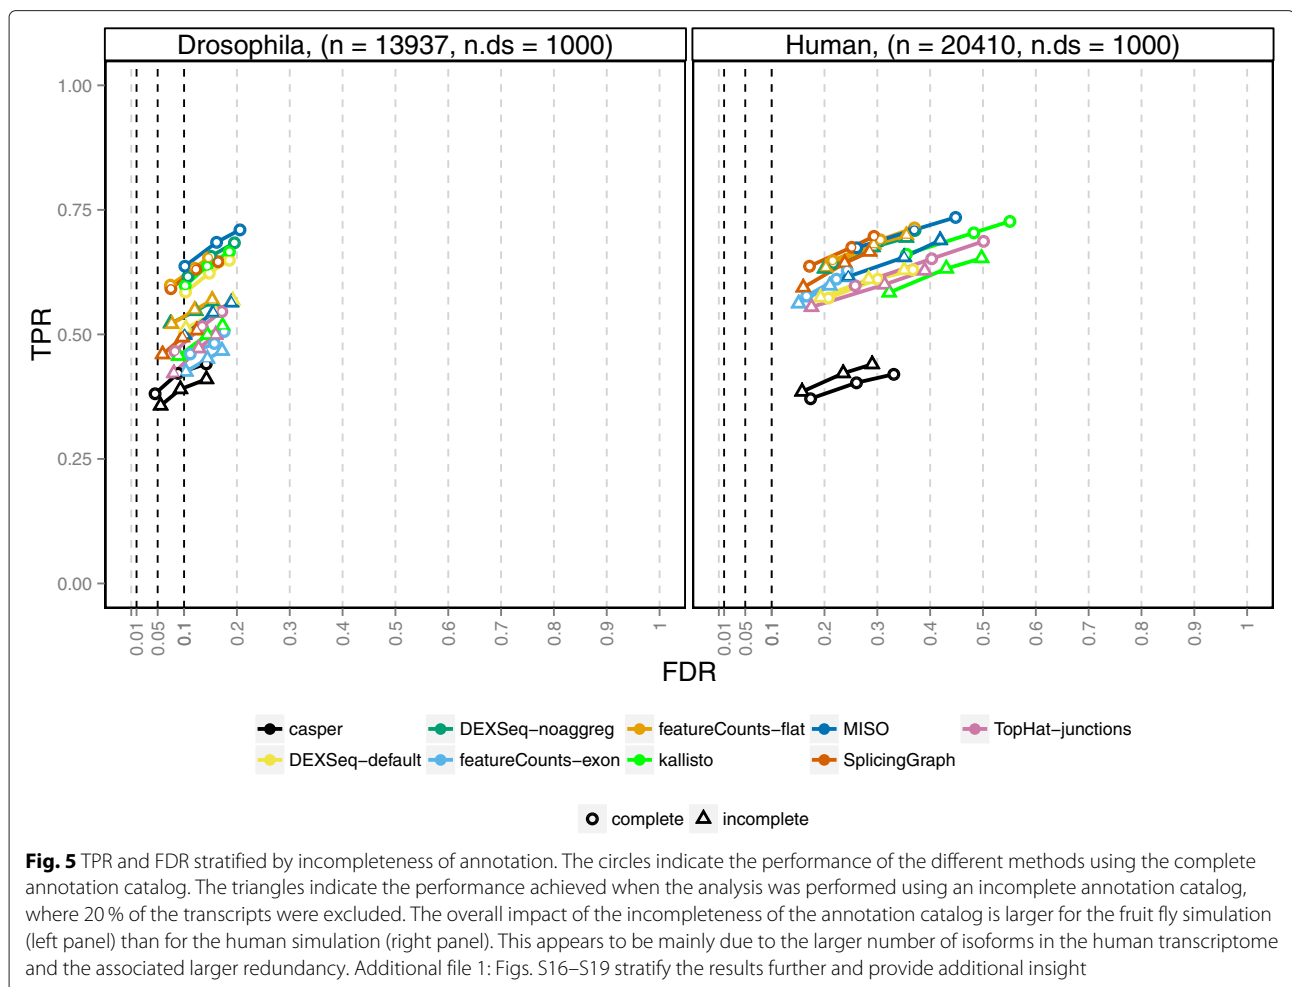 Drosophila, (n = 13937, n.ds = 1000)
Human, (n = 20410, n.ds = 1000)
1.00
0.75
0.50
0.25
0.00
TPR
0.01
0.05
0.1
0.2
0.3
0.4
0.5
0.6
0.7
0.8
0.9
1
0.01
0.05
0.1
0.2
0.3
0.4
0.5
0.6
0.7
0.8
0.9
1
FDR
casper
DEXSeq−noaggreg
featureCounts−flat
MISO
TopHat−junctions
DEXSeq−default
featureCounts−exon
kallisto
SplicingGraph
complete
incomplete
Fig. 5 TPR and FDR stratified by incompleteness of annotation. The circles indicate the performance of the different methods using the complete
annotation catalog. The triangles indicate the performance achieved when the analysis was performed using an incomplete annotation catalog,
where 20 % of the transcripts were excluded. The overall impact of the incompleteness of the annotation catalog is larger for the fruit fly simulation
(left panel) than for the human simulation (right panel). This appears to be mainly due to the larger number of isoforms in the human transcriptome
and the associated larger redundancy. Additional file 1: Figs. S16–S19 stratify the results further and provide additional insight